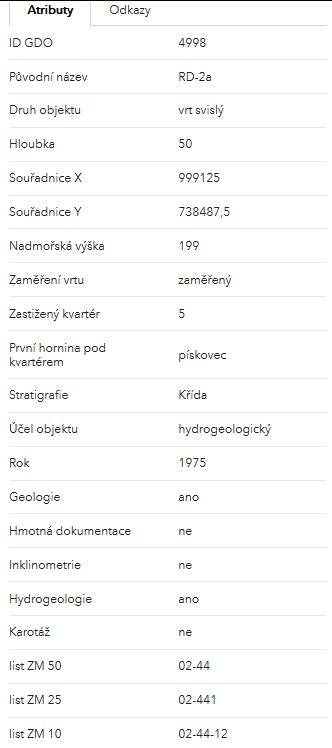 Atributy Odkazy
ID GDO 4998
Původní název RD-2a
Druh objektu vrt svislý
Hloubka 50
Souřadnice X 999125
Souřadnice Y 738487,5
Nadmořská výška 199
Zaměření vrtu zaměřený
Zastižený kvartér 5
První hornina pod
kvartérem pískovec
Stratigrafie Křída
Účel objektu hydrogeologický
Rok 1975
Geologie ano
Hmotná dokumentace ne
Inklinometrie ne
Hydrogeologie ano
Karotáž ne
list ZM 50 02-44
list ZM 25 02-441
list ZM 10 02-44-12